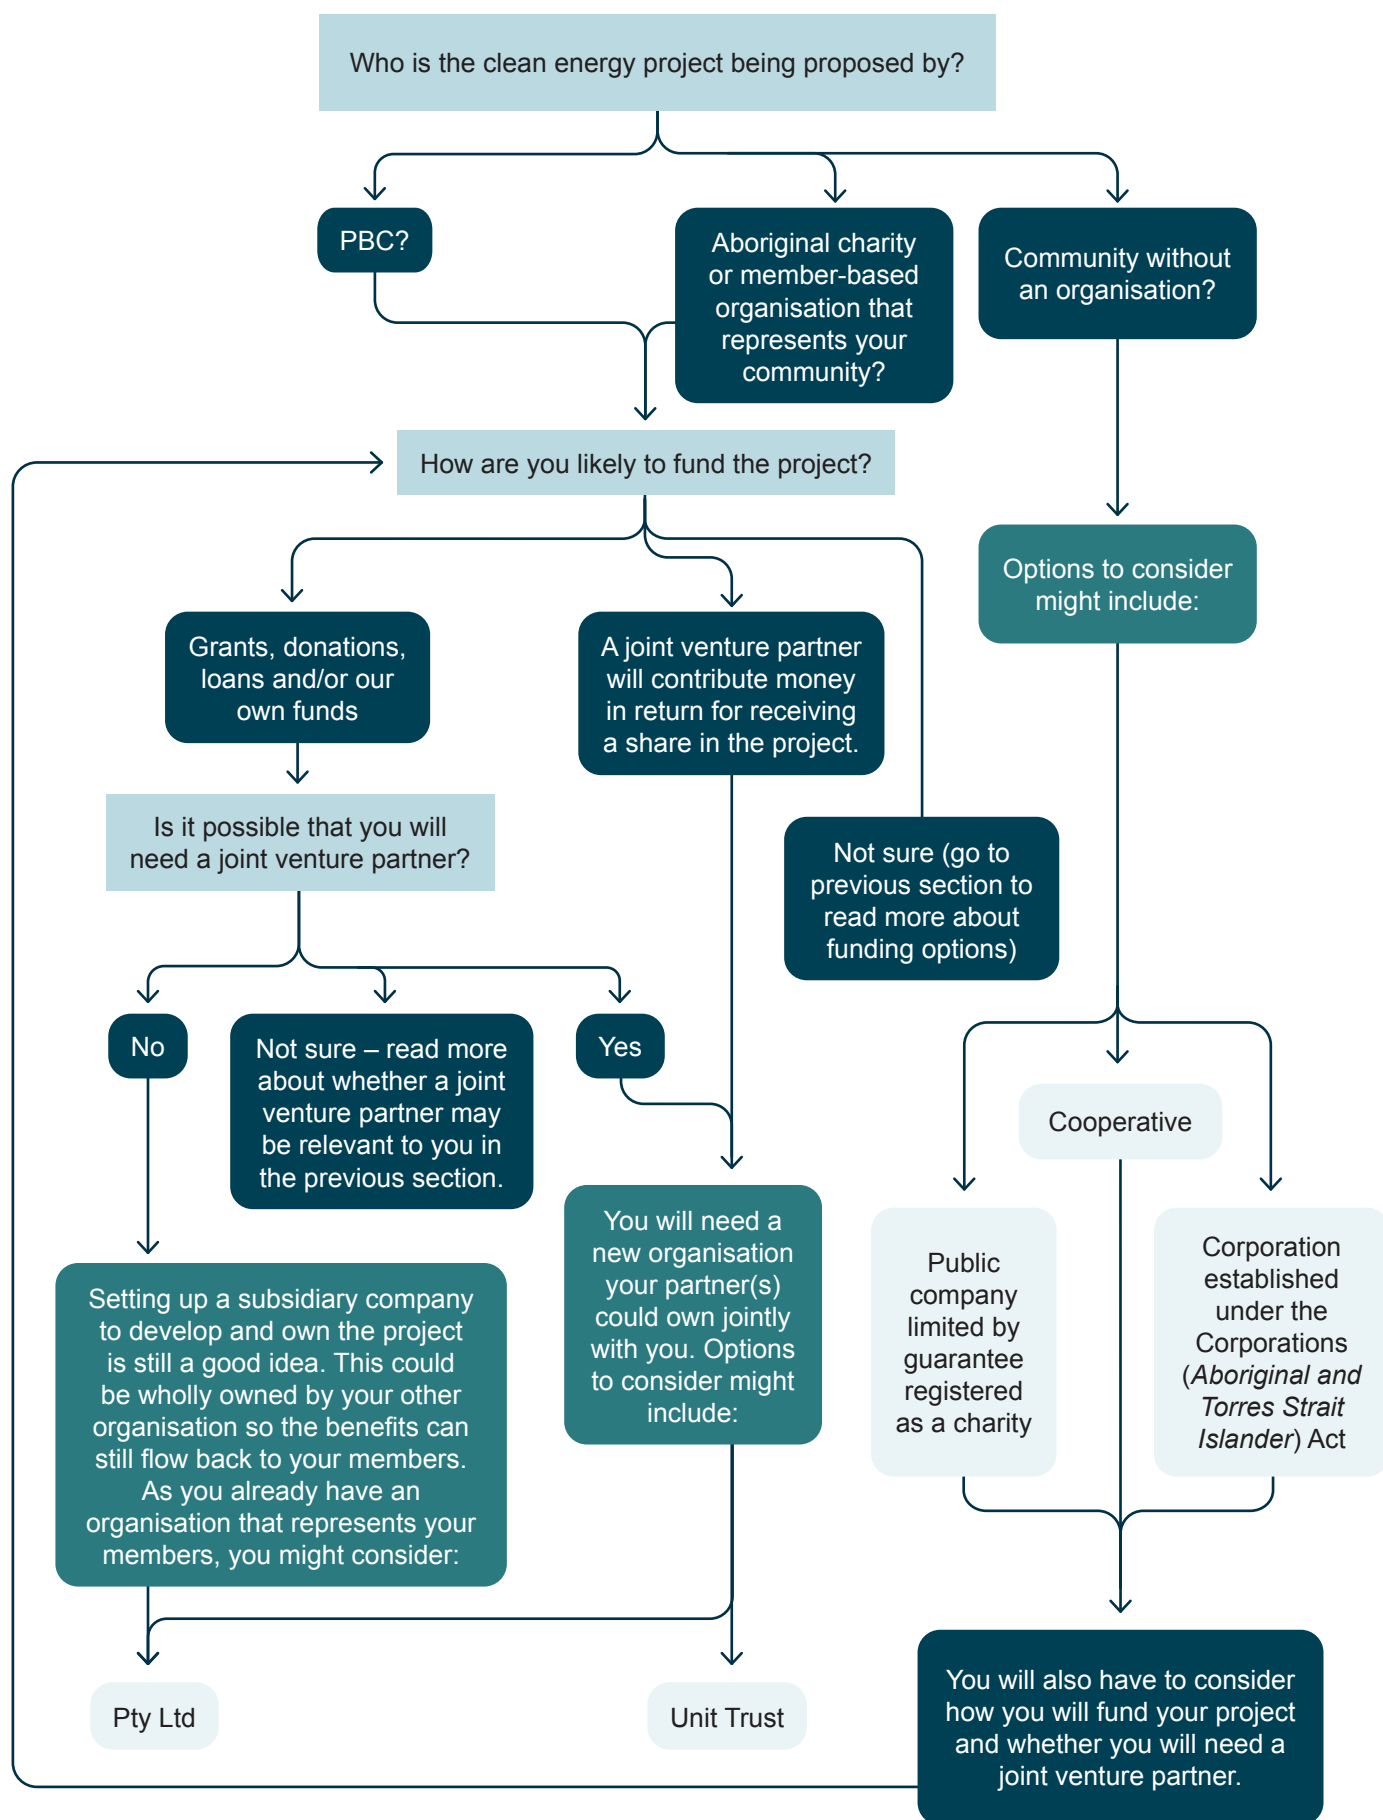 Who is the clean energy project being proposed by?
PBC?
Aboriginal charity
or member-based
organisation that
represents your
community?
Community without
an organisation?
How are you likely to fund the project?
Options to consider
might include:
Grants, donations,
loans and/or our
own funds
A joint venture partner
will contribute money
in return for receiving
a share in the project.
Is it possible that you will
need a joint venture partner?
Not sure (go to
previous section to
read more about
funding options)
No
Not sure – read more
about whether a joint
venture partner may
be relevant to you in
the previous section.
Yes
Cooperative
Public
company
limited by
guarantee
registered
as a charity
Corporation
established
under the
Corporations
(Aboriginal and
Torres Strait
Islander) Act
You will need a
new organisation
your partner(s)
could own jointly
with you. Options
to consider might
include:
Setting up a subsidiary company
to develop and own the project
is still a good idea. This could
be wholly owned by your other
organisation so the benefits can
still flow back to your members.
As you already have an
organisation that represents your
members, you might consider:
Pty Ltd
Unit Trust
You will also have to consider
how you will fund your project
and whether you will need a
joint venture partner.